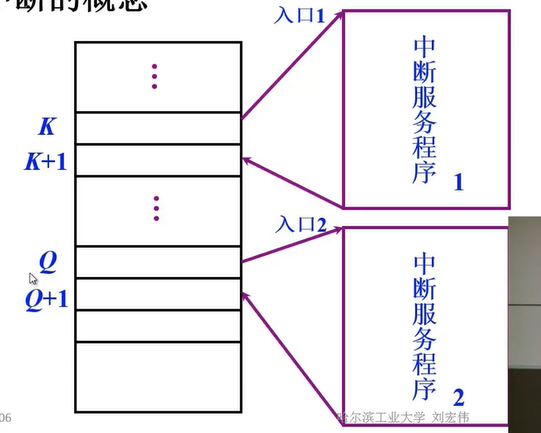 断的概念
入口1
中断服务程序 1
K
K+1
入口2
中断服务程序 2
Q
Q+1
06
哈尔滨工业大学 刘宏伟